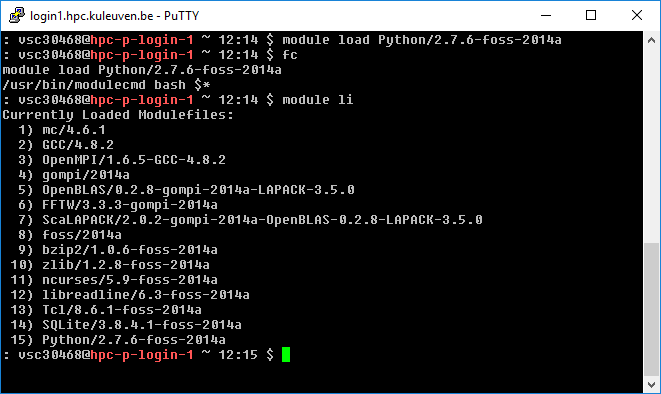 login1.hpc.kuleuven.be - PuTTY
: vsc30468@hpc-p-login-1 ~ 12:14 $ module load Python/2.7.6-foss-2014a
: vsc30468@hpc-p-login-1 ~ 12:14 $ fc
module load Python/2.7.6-foss-2014a
/usr/bin/modulecmd bash $*
: vsc30468@hpc-p-login-1 ~ 12:14 $ module li
Currently Loaded Modulefiles:
  1) mc/4.6.1
  2) GCC/4.8.2
  3) OpenMPI/1.6.5-GCC-4.8.2
  4) gompi/2014a
  5) OpenBLAS/0.2.8-gompi-2014a-LAPACK-3.5.0
  6) FFTW/3.3.3-gompi-2014a
  7) ScaLAPACK/2.0.2-gompi-2014a-OpenBLAS-0.2.8-LAPACK-3.5.0
  8) foss/2014a
  9) bzip2/1.0.6-foss-2014a
 10) zlib/1.2.8-foss-2014a
 11) ncurses/5.9-foss-2014a
 12) libreadline/6.3-foss-2014a
 13) Tcl/8.6.1-foss-2014a
 14) SQLite/3.8.4.1-foss-2014a
 15) Python/2.7.6-foss-2014a
: vsc30468@hpc-p-login-1 ~ 12:15 $